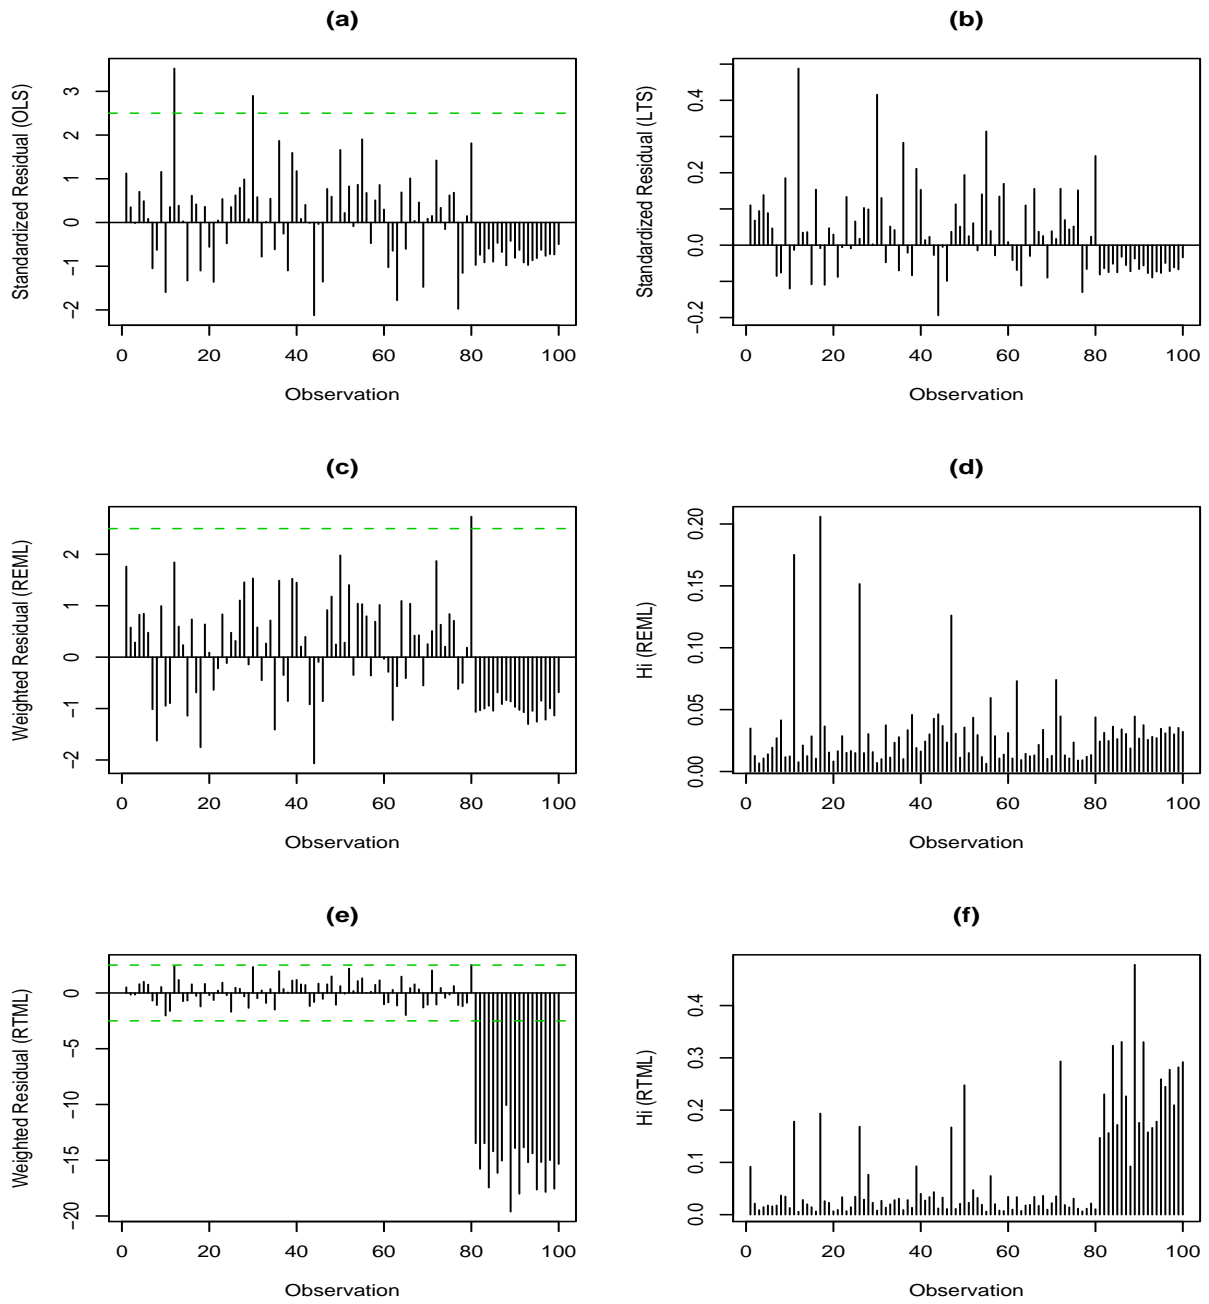 (a)
Standardized Residual (OLS)
3
2
1
0
−1
−2
0 20 40 60 80 100
Observation
(b)
Standardized Residual (LTS)
0.4
0.2
0.0
−0.2
0 20 40 60 80 100
Observation
(c)
Weighted Residual (REML)
2
1
0
−1
−2
0 20 40 60 80 100
Observation
(d)
Hi (REML)
0.20
0.15
0.10
0.05
0.00
0 20 40 60 80 100
Observation
(e)
Weighted Residual (RTML)
0
−5
−10
−15
−20
0 20 40 60 80 100
Observation
(f)
Hi (RTML)
0.4
0.3
0.2
0.1
0.0
0 20 40 60 80 100
Observation